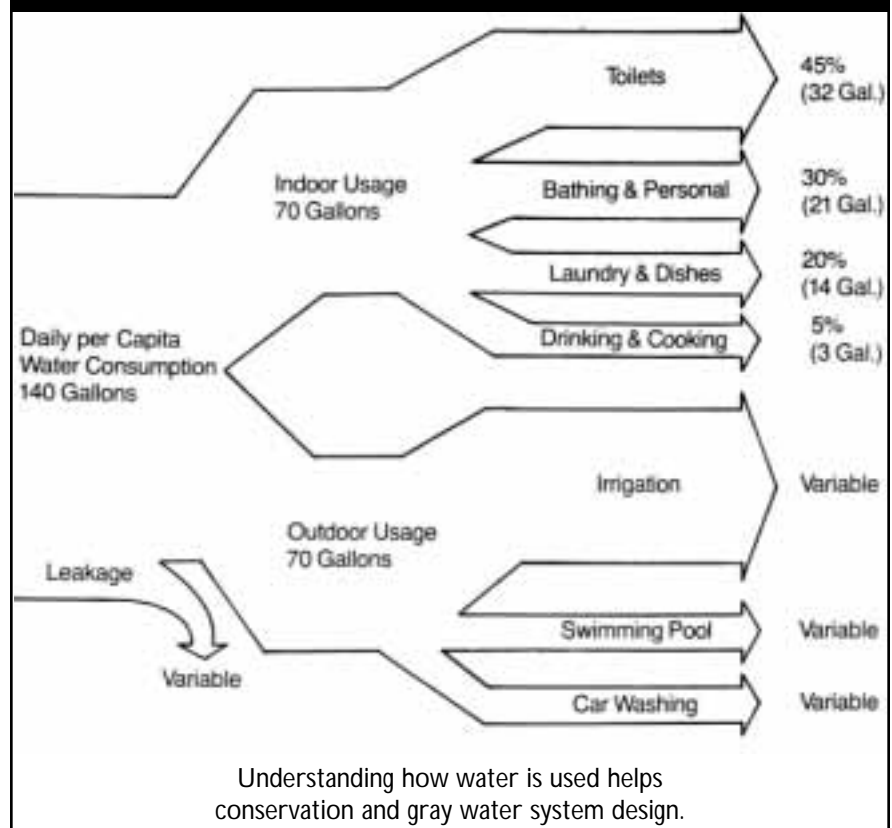 Toilets
45%
(32 Gal.)
Indoor Usage
70 Gallons
Bathing & Personal
30%
(21 Gal.)
Laundry & Dishes
20%
(14 Gal.)
Drinking & Cooking
5%
(3 Gal.)
Daily per Capita
Water Consumption
140 Gallons
Irrigation
Variable
Outdoor Usage
70 Gallons
Leakage
Variable
Swimming Pool
Variable
Car Washing
Variable
Understanding how water is used helps
conservation and gray water system design.